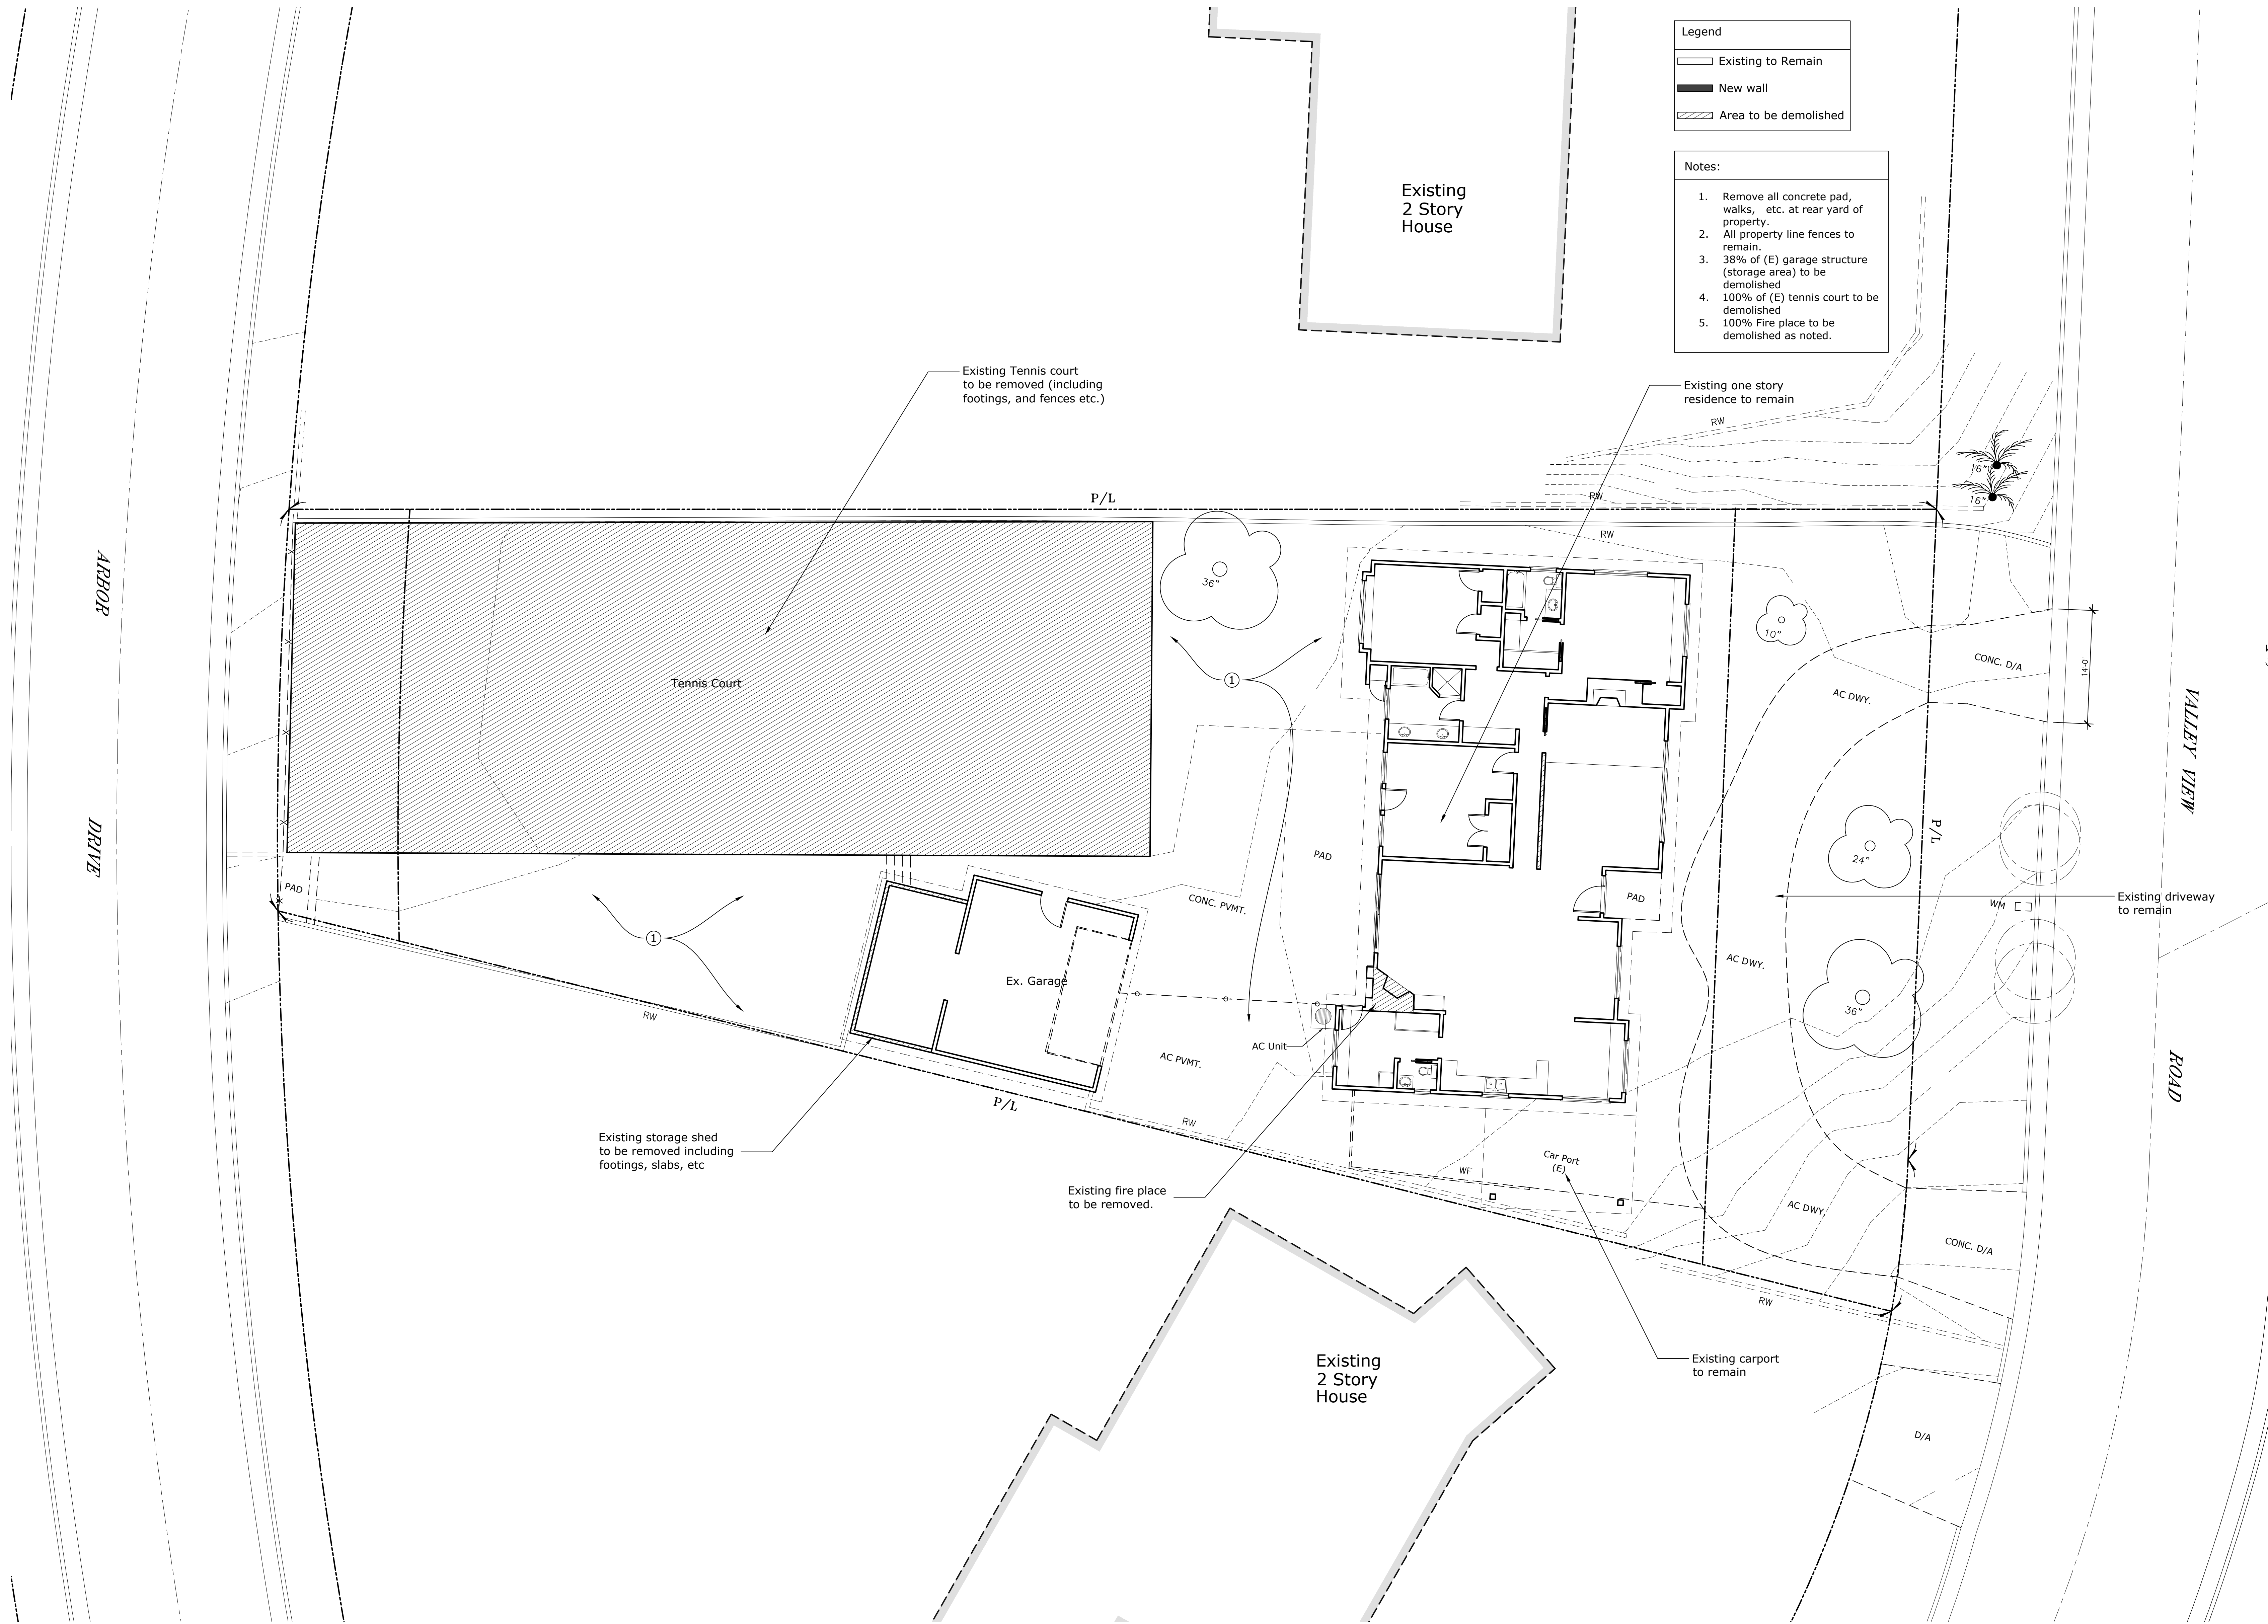 Legend
Existing to Remain
New wall
Area to be demolished
Notes:
1. Remove all concrete pad,
walks, etc. at rear yard of
property.
2. All property line fences to
remain.
3. 38% of (E) garage structure
(storage area) to be
demolished
4. 100% of (E) tennis court to be
demolished
5. 100% Fire place to be
demolished as noted.
Existing
2 Story
House
Existing Tennis court
to be removed (including
footings, and fences etc.)
Existing one story
residence to remain
RW
16"
16"
P/L
RW
RW
ARBOR
DRIVE
36"
10"
CONC. D/A
14'-0"
AC DWY.
1
Tennis Court
VALLEY VIEW
ROAD
P/L
24"
PAD
PAD
PAD
CONC. PVMT.
WM
Existing driveway
to remain
1
Ex. Garage
AC DWY.
36"
RW
AC Unit
AC PVMT.
P/L
RW
Existing storage shed
to be removed including
footings, slabs, etc
Car Port
(E)
WF
Existing fire place
to be removed.
AC DWY.
CONC. D/A
RW
Existing
2 Story
House
Existing carport
to remain
D/A